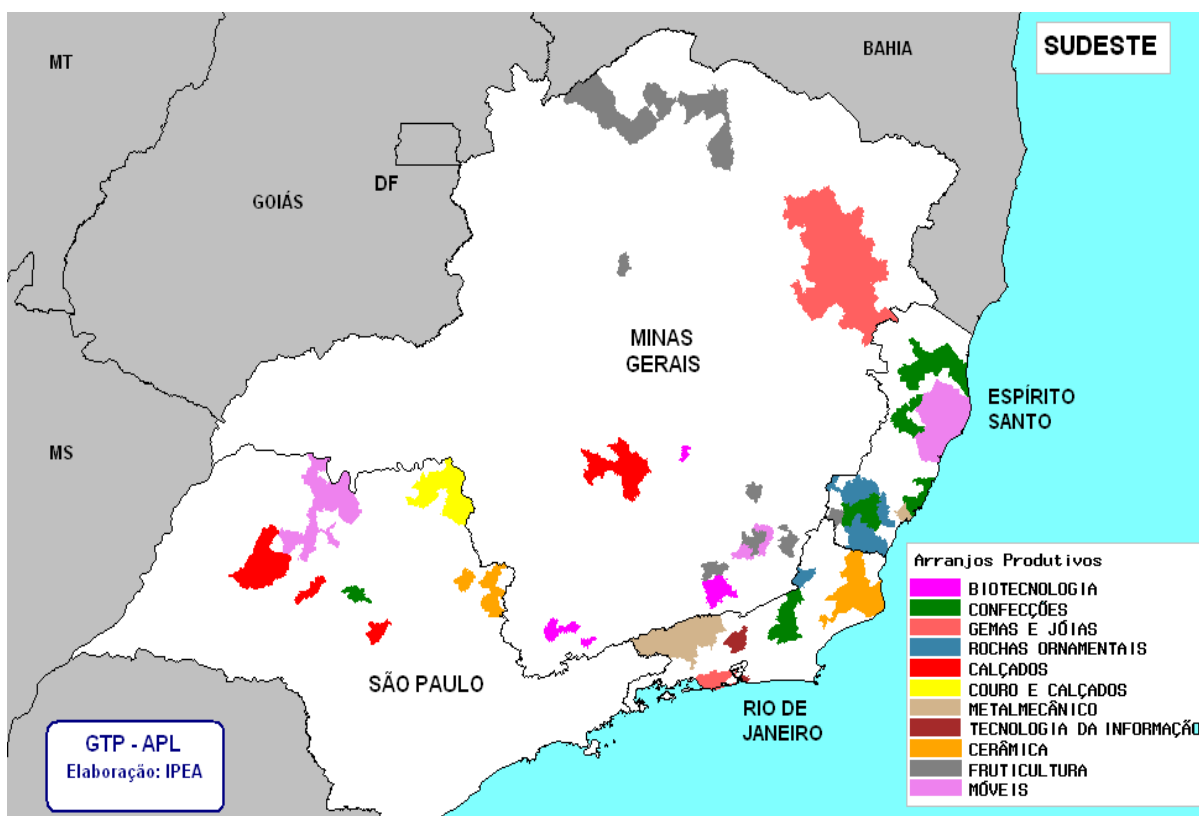 MT
BAHIA
SUDESTE
DF
GOIÁS
MINAS
GERAIS
ESPÍRITO
SANTO
MS
SÃO PAULO
RIO DE
JANEIRO
GTP - APL
Elaboração: IPEA
Arranjos Produtivos
BIOTECNOLOGIA
CONFECÇÕES
GEMAS E JÓIAS
ROCHAS ORNAMENTAIS
CALÇADOS
COURO E CALÇADOS
METALMECÂNICO
TECNOLOGIA DA INFORMAÇÃO
CERÂMICA
FRUTICULTURA
MÓVEIS